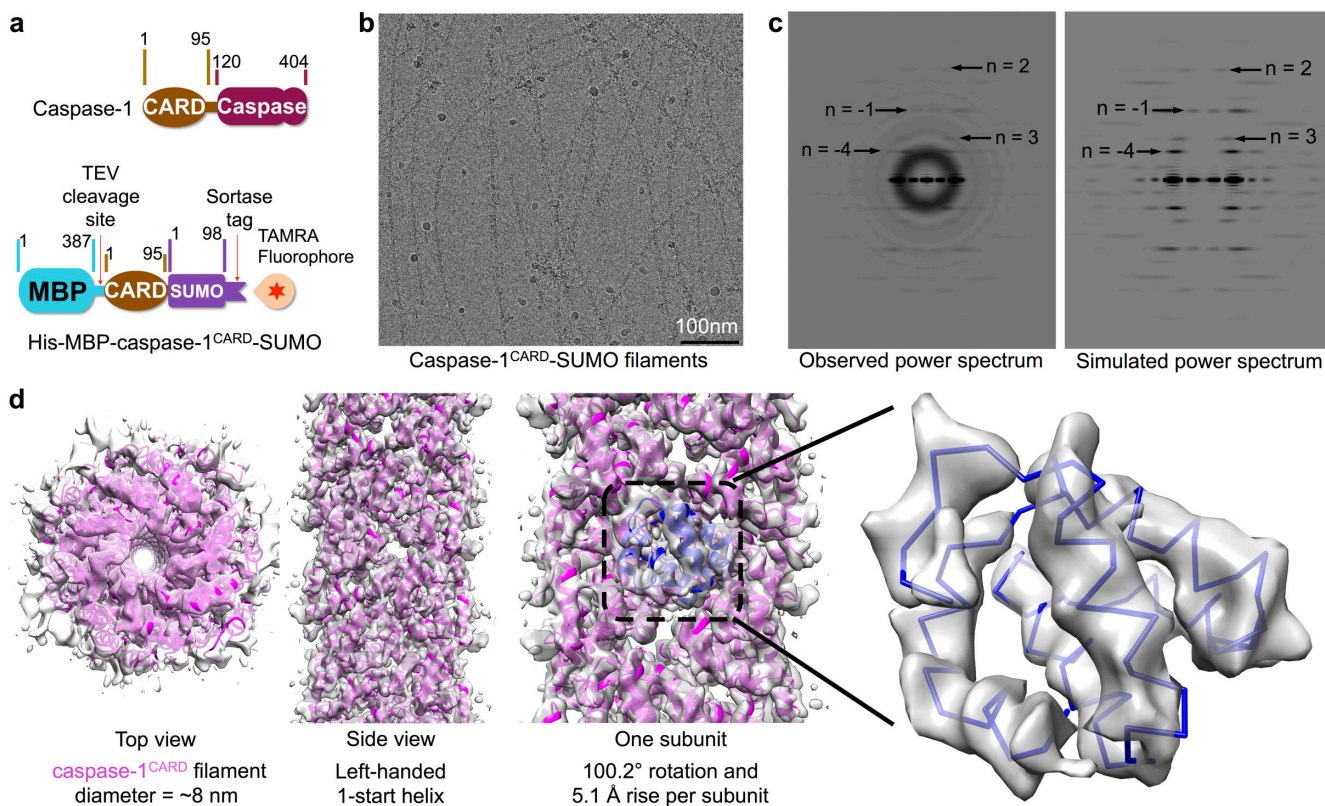 a
1
95
120
404
Caspase-1
CARD
Caspase
TEV
cleavage
site
Sortase
tag
1
387
1
95
1
98
TAMRA
Fluorophore
MBP
CARD
SUMO
His-MBP-caspase-1CARD-SUMO
b
100nm
Caspase-1CARD-SUMO filaments
c
n = 2
n = -1
n = 3
n = -4
Observed power spectrum
n = 2
n = -1
n = 3
n = -4
Simulated power spectrum
d
Top view
caspase-1CARD filament
diameter = ~8 nm
Side view
Left-handed
1-start helix
One subunit
100.2° rotation and
5.1 Å rise per subunit